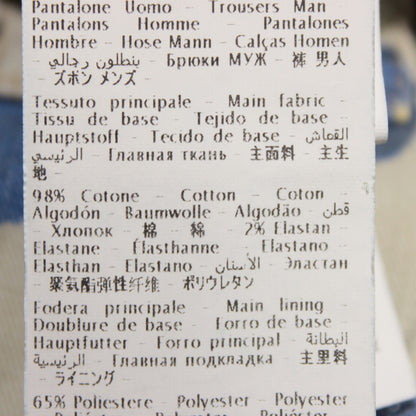 Pantalone Uomo - Trousers Man -
Pantalons Homme - Pantalones
Hombre - Hose Mann - Calças Homen
- بنطلون رجالي - Брюки МУЖ - 裤 男人
- ズボン メンズ -
Tessuto principale - Main fabric -
Tissu de base - Tejido de base -
Hauptstoff - Tecido de base - القماش
الرئيسي - Главная ткань - 主面料 - 主生
地 -
98% Cotone - Cotton - Coton -
Algodón - Baumwolle - Algodão - قطن
- Хлопок - 棉 - 綿 - 2% Elastan -
Elastane - Elasthanne - Elastano -
Elasthan - Elastano - الأستان - Эластан
- 聚氨酯弹性纤维 - ポリウレタン
Fodera principale - Main lining -
Doublure de base - Forro de base -
Hauptfutter - Forro principal - البطانة
الرئيسية - Главная подкладка - 主里料
- ライニング -
65% Poliestere - Polyester - Polyester
- Poliéster - Polyester - Poliéster -